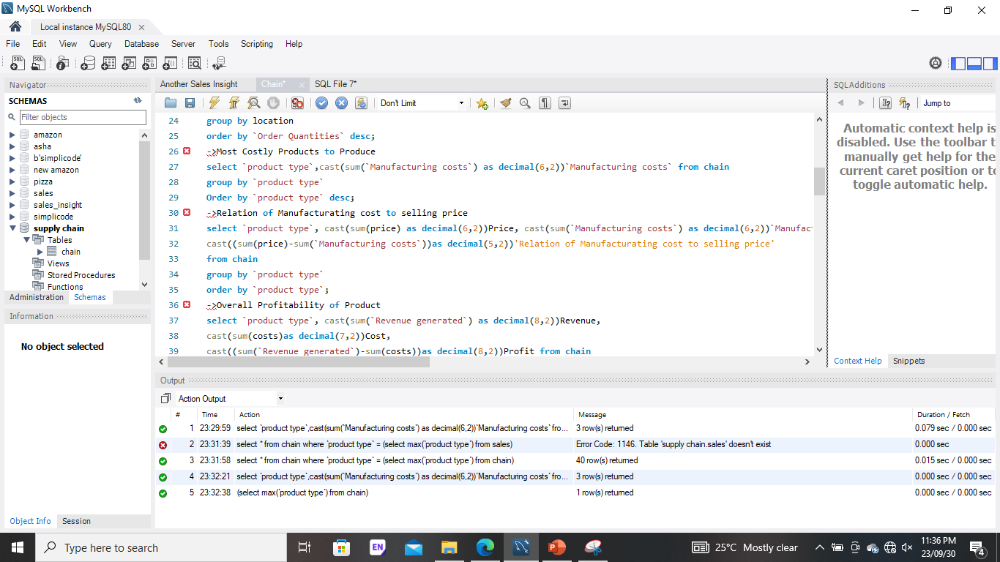 MySQL Workbench
Local instance MySQL80
File Edit View Query Database Server Tools Scripting Help
Navigator
SCHEMAS
Filter objects
amazon
asha
b'simplicode'
new amazon
pizza
sales
sales_insight
simplicode
supply chain
Tables
chain
Views
Stored Procedures
Functions
Administration Schemas
Information
No object selected
Object Info Session
Another Sales Insight Chain* SQL File 7*
Don't Limit
24 group by location
25 order by `Order Quantities` desc;
26 ->Most Costly Products to Produce
27 select `product type`,cast(sum(`Manufacturing costs`) as decimal(6,2))`Manufacturing costs` from chain
28 group by `product type`
29 Order by `product type` desc;
30 ->Relation of Manufacturating cost to selling price
31 select `product type`, cast(sum(price) as decimal(6,2))Price, cast(sum(`Manufacturing costs`) as decimal(6,2))`Manufact
32 cast((sum(price)-sum(`Manufacturing costs`))as decimal(5,2))'Relation of Manufacturating cost to selling price'
33 from chain
34 group by `product type`
35 order by `product type`;
36 ->Overall Profitability of Product
37 select `product type`, cast(sum(`Revenue generated`) as decimal(8,2))Revenue,
38 cast(sum(costs)as decimal(7,2))Cost,
39 cast((sum(`Revenue generated`)-sum(costs))as decimal(8,2))Profit from chain
SQLAdditions
Jump to
Automatic context help is
disabled. Use the toolbar t
manually get help for the
current caret position or to
toggle automatic help.
Context Help Snippets
Output
Action Output
# Time Action Message Duration / Fetch
1 23:29:59 select `product type`,cast(sum(`Manufacturing costs`) as decimal(6,2))`Manufacturing costs` fro... 3 row(s) returned 0.079 sec / 0.000 sec
2 23:31:39 select * from chain where `product type` = (select max(`product type`) from sales) Error Code: 1146. Table 'supply chain.sales' doesn't exist 0.000 sec
3 23:31:58 select * from chain where `product type` = (select max(`product type`) from chain) 40 row(s) returned 0.015 sec / 0.000 sec
4 23:32:21 select `product type`,cast(sum(`Manufacturing costs`) as decimal(6,2))`Manufacturing costs` fro... 3 row(s) returned 0.000 sec / 0.000 sec
5 23:32:38 (select max(`product type`) from chain) 1 row(s) returned 0.000 sec / 0.000 sec
Type here to search
EN
25°C Mostly clear
11:36 PM
23/09/30
4